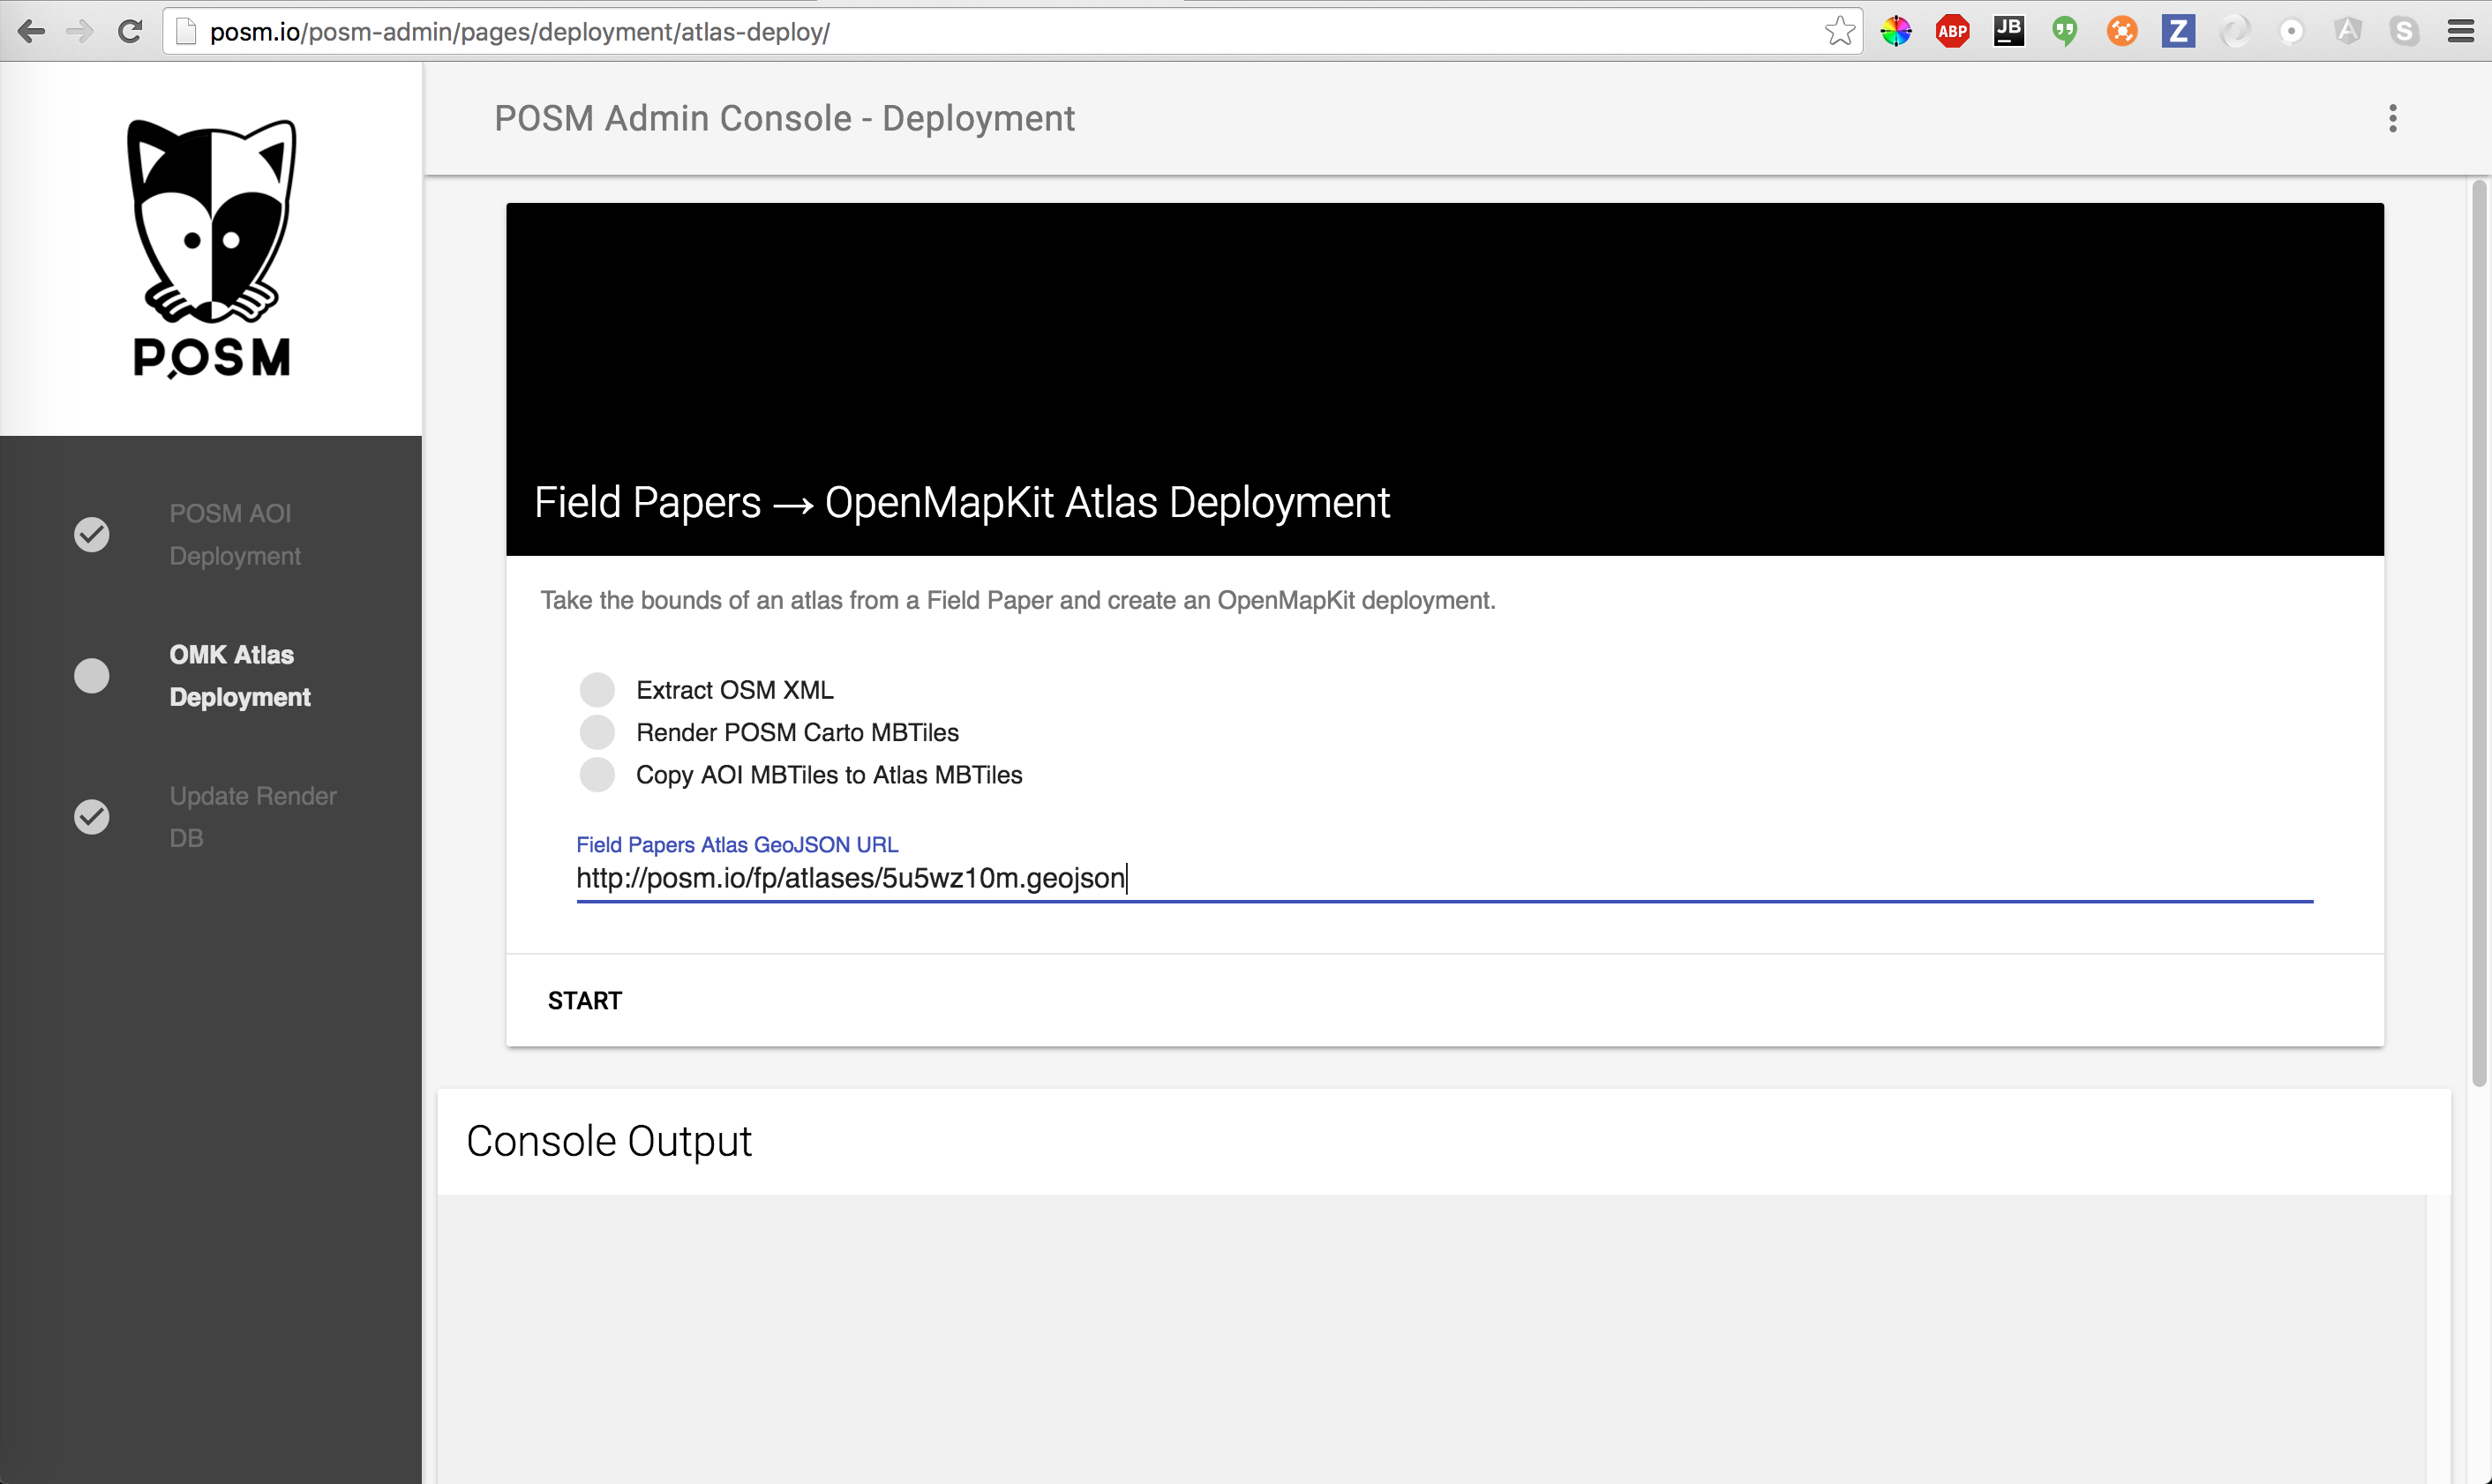 posm.io/posm-admin/pages/deployment/atlas-deploy/
ABP
JB
Z
A
S
POSM
POSM Admin Console - Deployment
POSM AOI
Deployment
OMK Atlas
Deployment
Update Render
DB
Field Papers → OpenMapKit Atlas Deployment
Take the bounds of an atlas from a Field Paper and create an OpenMapKit deployment.
Extract OSM XML
Render POSM Carto MBTiles
Copy AOI MBTiles to Atlas MBTiles
Field Papers Atlas GeoJSON URL
http://posm.io/fp/atlases/5u5wz10m.geojson
START
Console Output